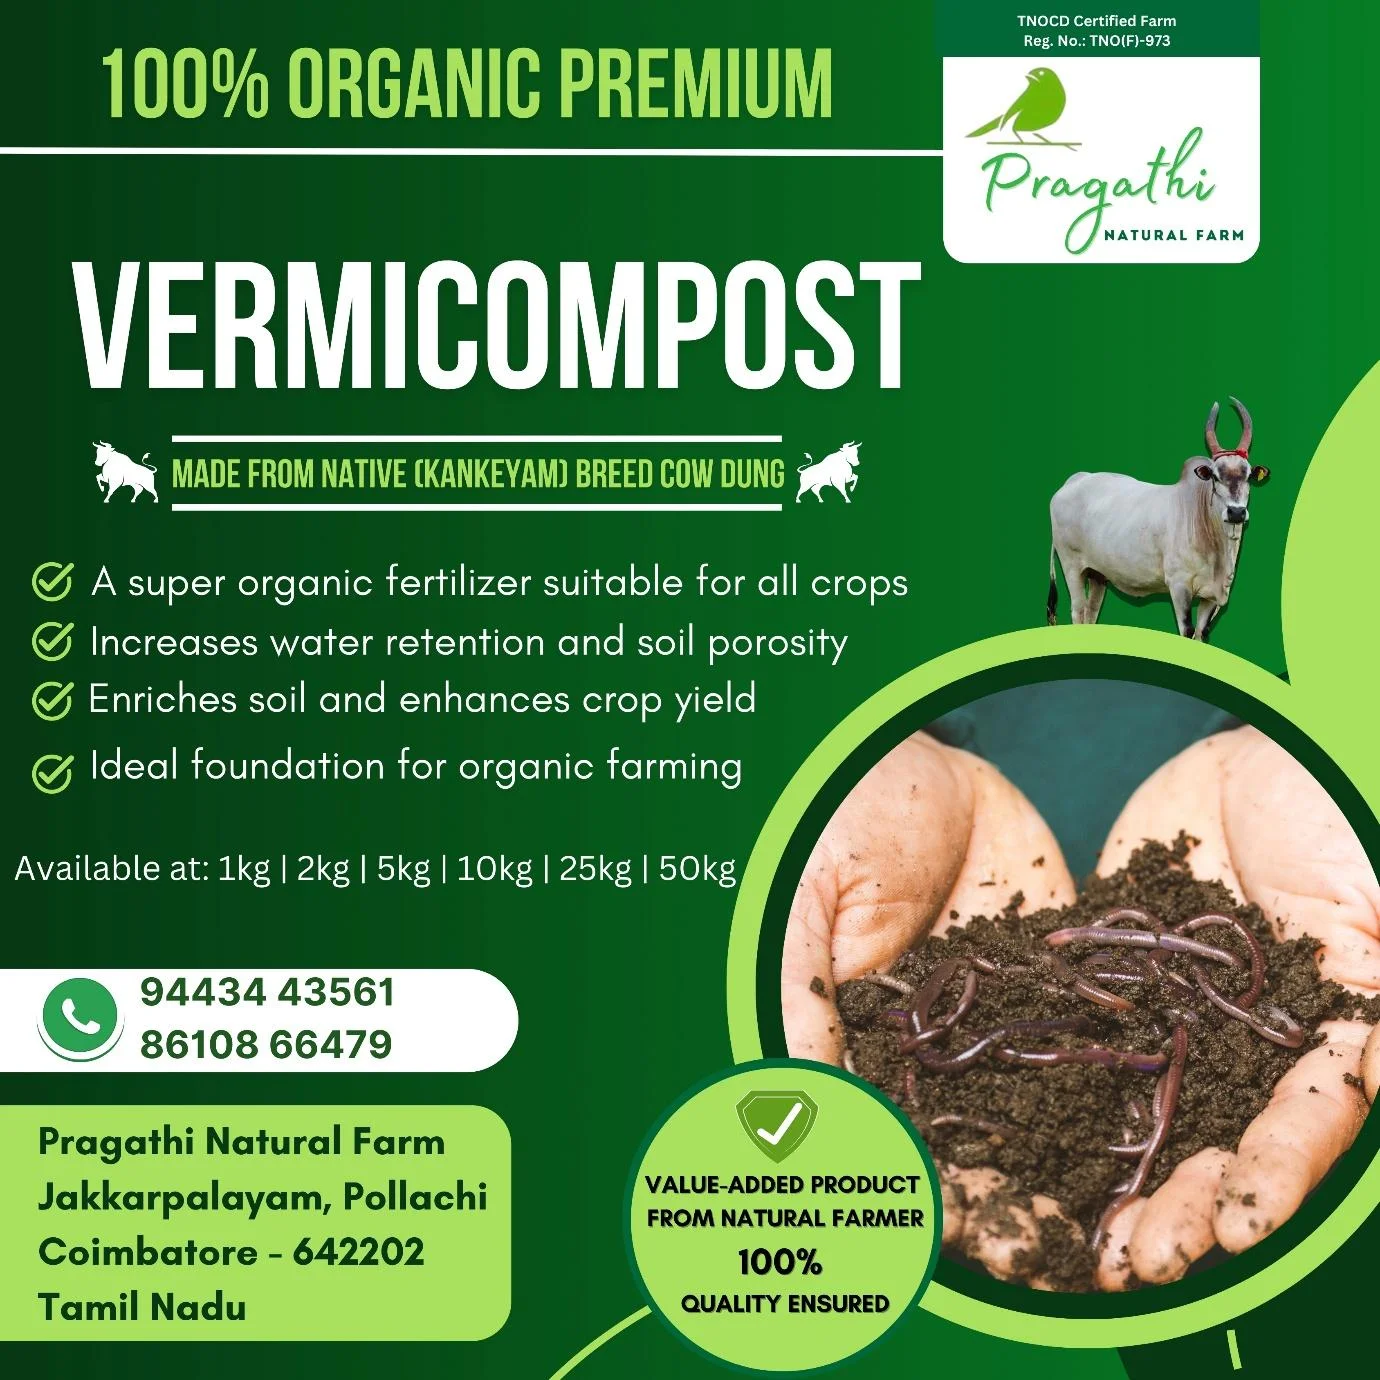 TNOCD Certified Farm
Reg. No.: TNO(F)-973
100% ORGANIC PREMIUM
Pragathi
NATURAL FARM
VERMICOMPOST
MADE FROM NATIVE (KANKEYAM) BREED COW DUNG
A super organic fertilizer suitable for all crops
Increases water retention and soil porosity
Enriches soil and enhances crop yield
Ideal foundation for organic farming
Available at: 1kg | 2kg | 5kg | 10kg | 25kg | 50kg
94434 43561
86108 66479
Pragathi Natural Farm
Jakkarpalayam, Pollachi
Coimbatore - 642202
Tamil Nadu
VALUE-ADDED PRODUCT
FROM NATURAL FARMER
100%
QUALITY ENSURED